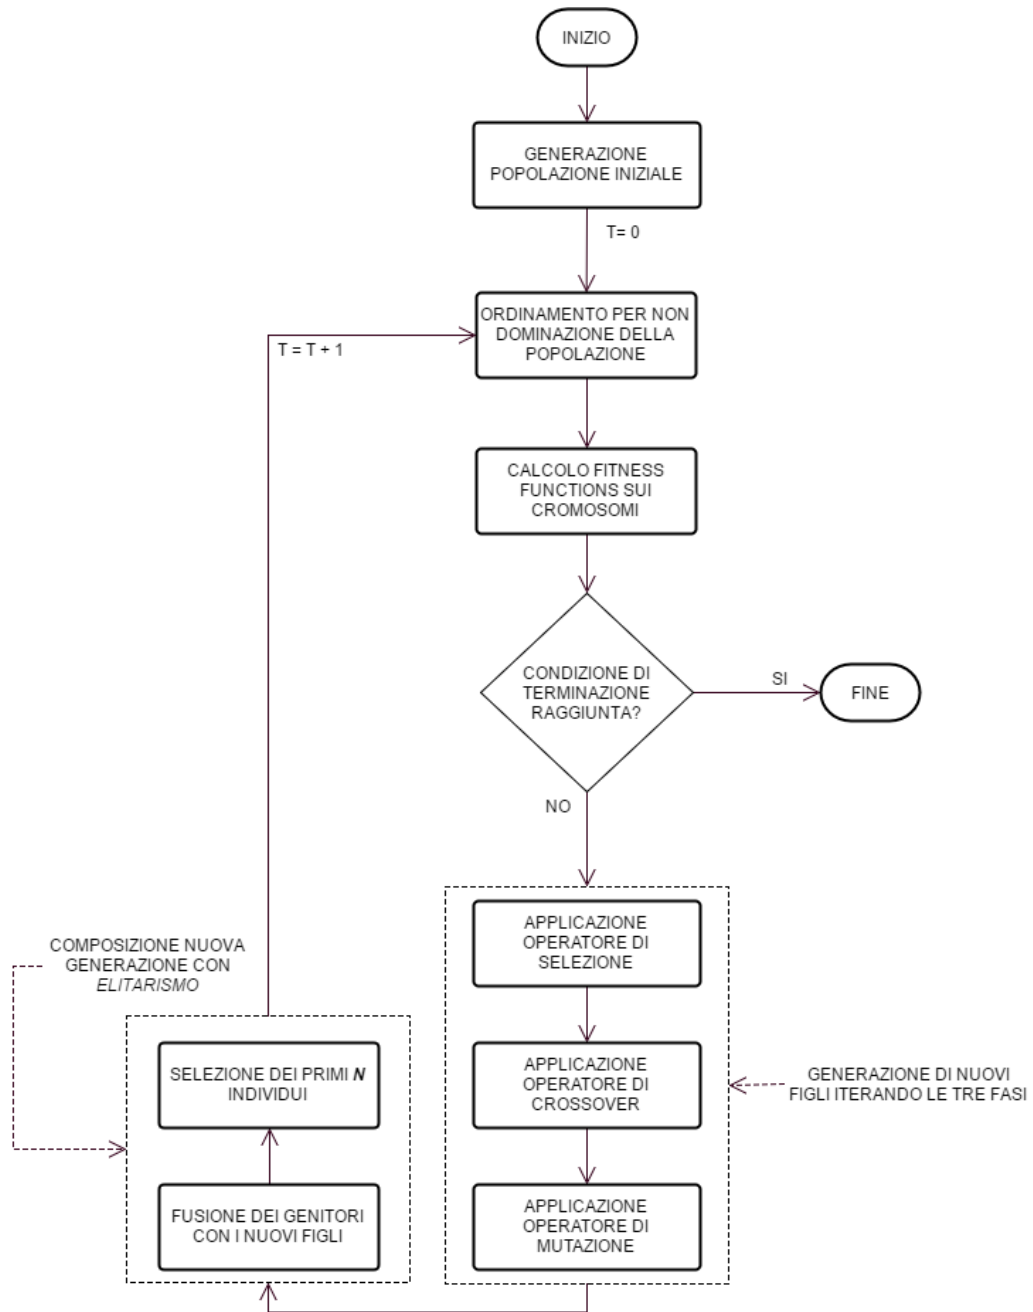 INIZIO
GENERAZIONE
POPOLAZIONE INIZIALE
T= 0
ORDINAMENTO PER NON
DOMINAZIONE DELLA
POPOLAZIONE
T = T + 1
CALCOLO FITNESS
FUNCTIONS SUI
CROMOSOMI
CONDIZIONE DI
TERMINAZIONE
RAGGIUNTA?
SI
FINE
NO
APPLICAZIONE
OPERATORE DI
SELEZIONE
APPLICAZIONE
OPERATORE DI
CROSSOVER
APPLICAZIONE
OPERATORE DI
MUTAZIONE
GENERAZIONE DI NUOVI
FIGLI ITERANDO LE TRE FASI
COMPOSIZIONE NUOVA
GENERAZIONE CON
ELITARISMO
SELEZIONE DEI PRIMI N
INDIVIDUI
FUSIONE DEI GENITORI
CON I NUOVI FIGLI